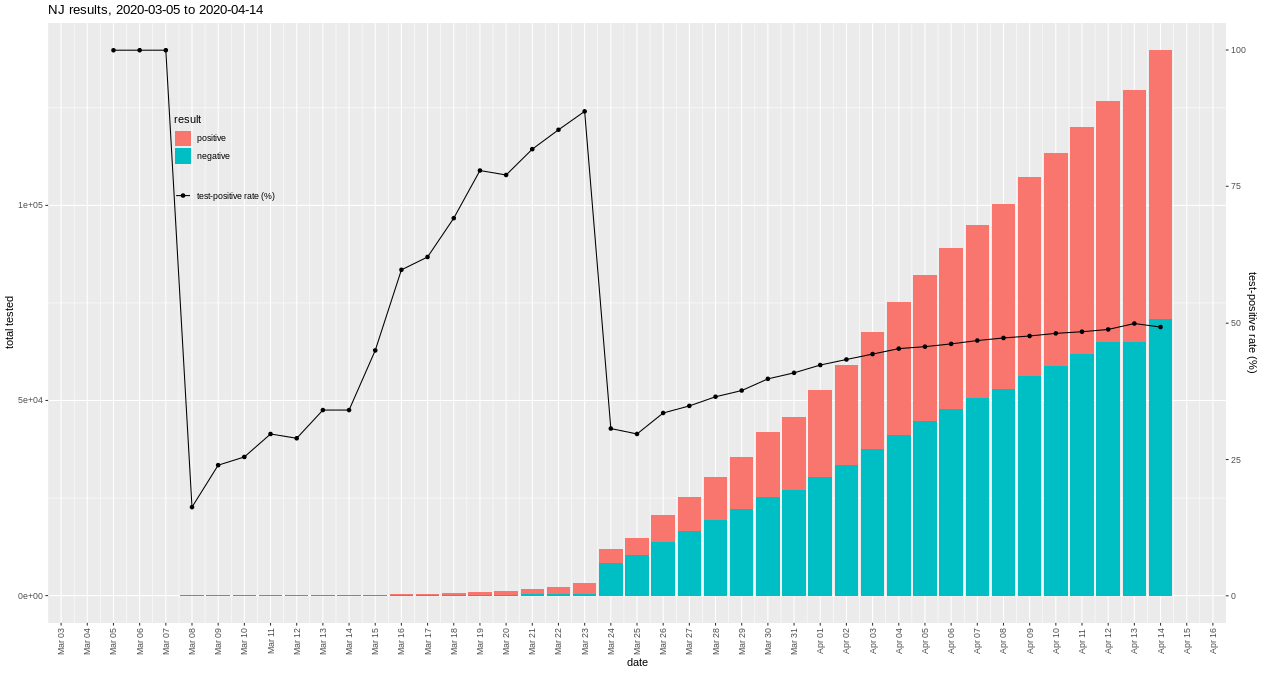 NJ results, 2020-03-05 to 2020-04-14
total tested
1e+05
5e+04
0e+00
result
positive
negative
test-positive rate (%)
100
75
50
25
0
test-positive rate (%)
Mar 03
Mar 04
Mar 05
Mar 06
Mar 07
Mar 08
Mar 09
Mar 10
Mar 11
Mar 12
Mar 13
Mar 14
Mar 15
Mar 16
Mar 17
Mar 18
Mar 19
Mar 20
Mar 21
Mar 22
Mar 23
Mar 24
Mar 25
Mar 26
Mar 27
Mar 28
Mar 29
Mar 30
Mar 31
Apr 01
Apr 02
Apr 03
Apr 04
Apr 05
Apr 06
Apr 07
Apr 08
Apr 09
Apr 10
Apr 11
Apr 12
Apr 13
Apr 14
Apr 15
Apr 16
date